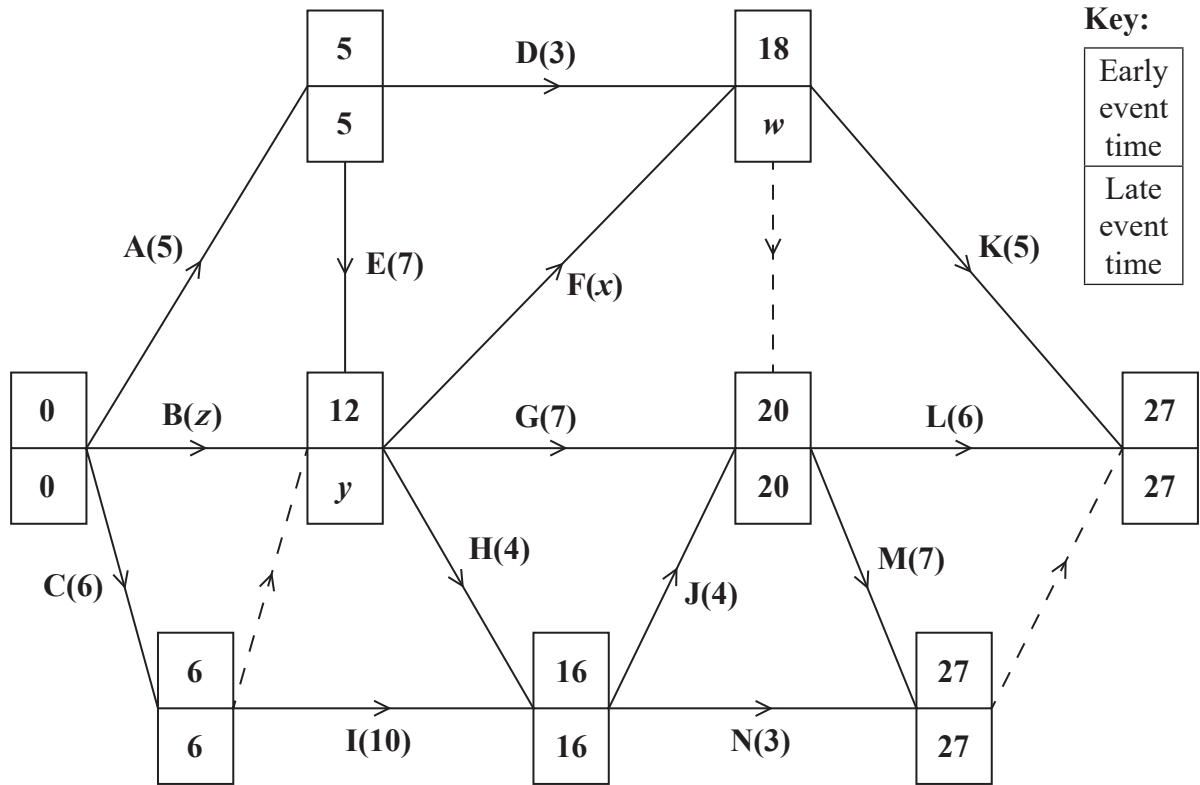 Key:
Early
event
time
Late
event
time
5
5
D(3)
18
w
A(5)
E(7)
F(x)
K(5)
0
0
B(z)
12
y
G(7)
20
20
L(6)
27
27
C(6)
H(4)
J(4)
M(7)
6
6
I(10)
16
16
N(3)
27
27